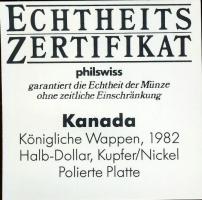 ECHTHEITS
ZERTIFIKAT
philswiss
garantiert die Echtheit der Münze
ohne zeitliche Einschränkung
Kanada
Königliche Wappen, 1982
Halb-Dollar, Kupfer/Nickel
Polierte Platte